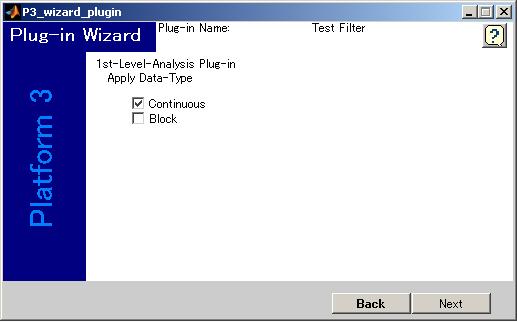 P3_wizard_plugin
Plug-in Wizard
Plug-in Name: Test Filter
?
Platform 3
1st-Level-Analysis Plug-in
Apply Data-Type
Continuous
Block
Back Next